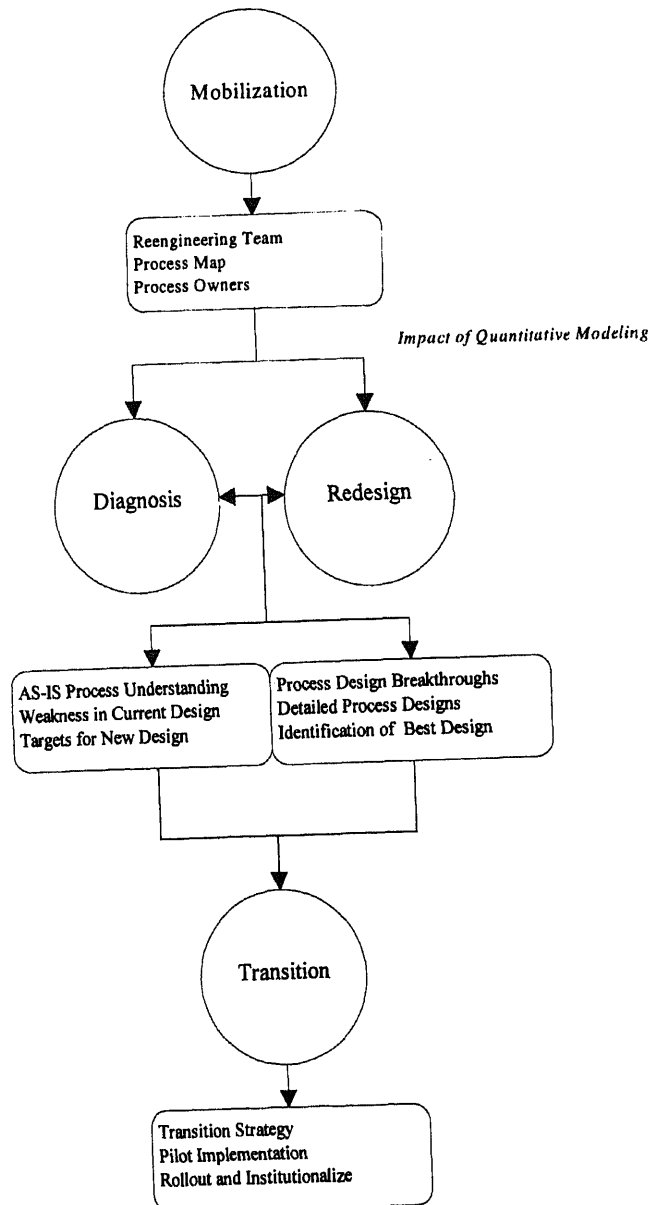 Mobilization
Reengineering Team
Process Map
Process Owners
Impact of Quantitative Modeling
Diagnosis
Redesign
AS-IS Process Understanding
Weakness in Current Design
Targets for New Design
Process Design Breakthroughs
Detailed Process Designs
Identification of Best Design
Transition
Transition Strategy
Pilot Implementation
Rollout and Institutionalize